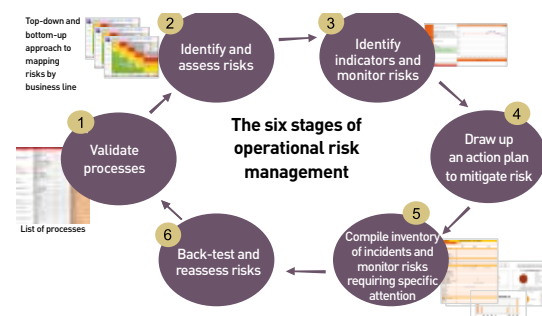 Top-down and
bottom-up
approach to
mapping
risks by
business line
2
Identify and
assess risks
3
Identify
indicators and
monitor risks
1
Validate
processes
The six stages of
operational risk
management
4
Draw up
an action plan
to mitigate risk
List of processes
6
Back-test and
reassess risks
5
Compile inventory
of incidents and
monitor risks
requiring specific
attention